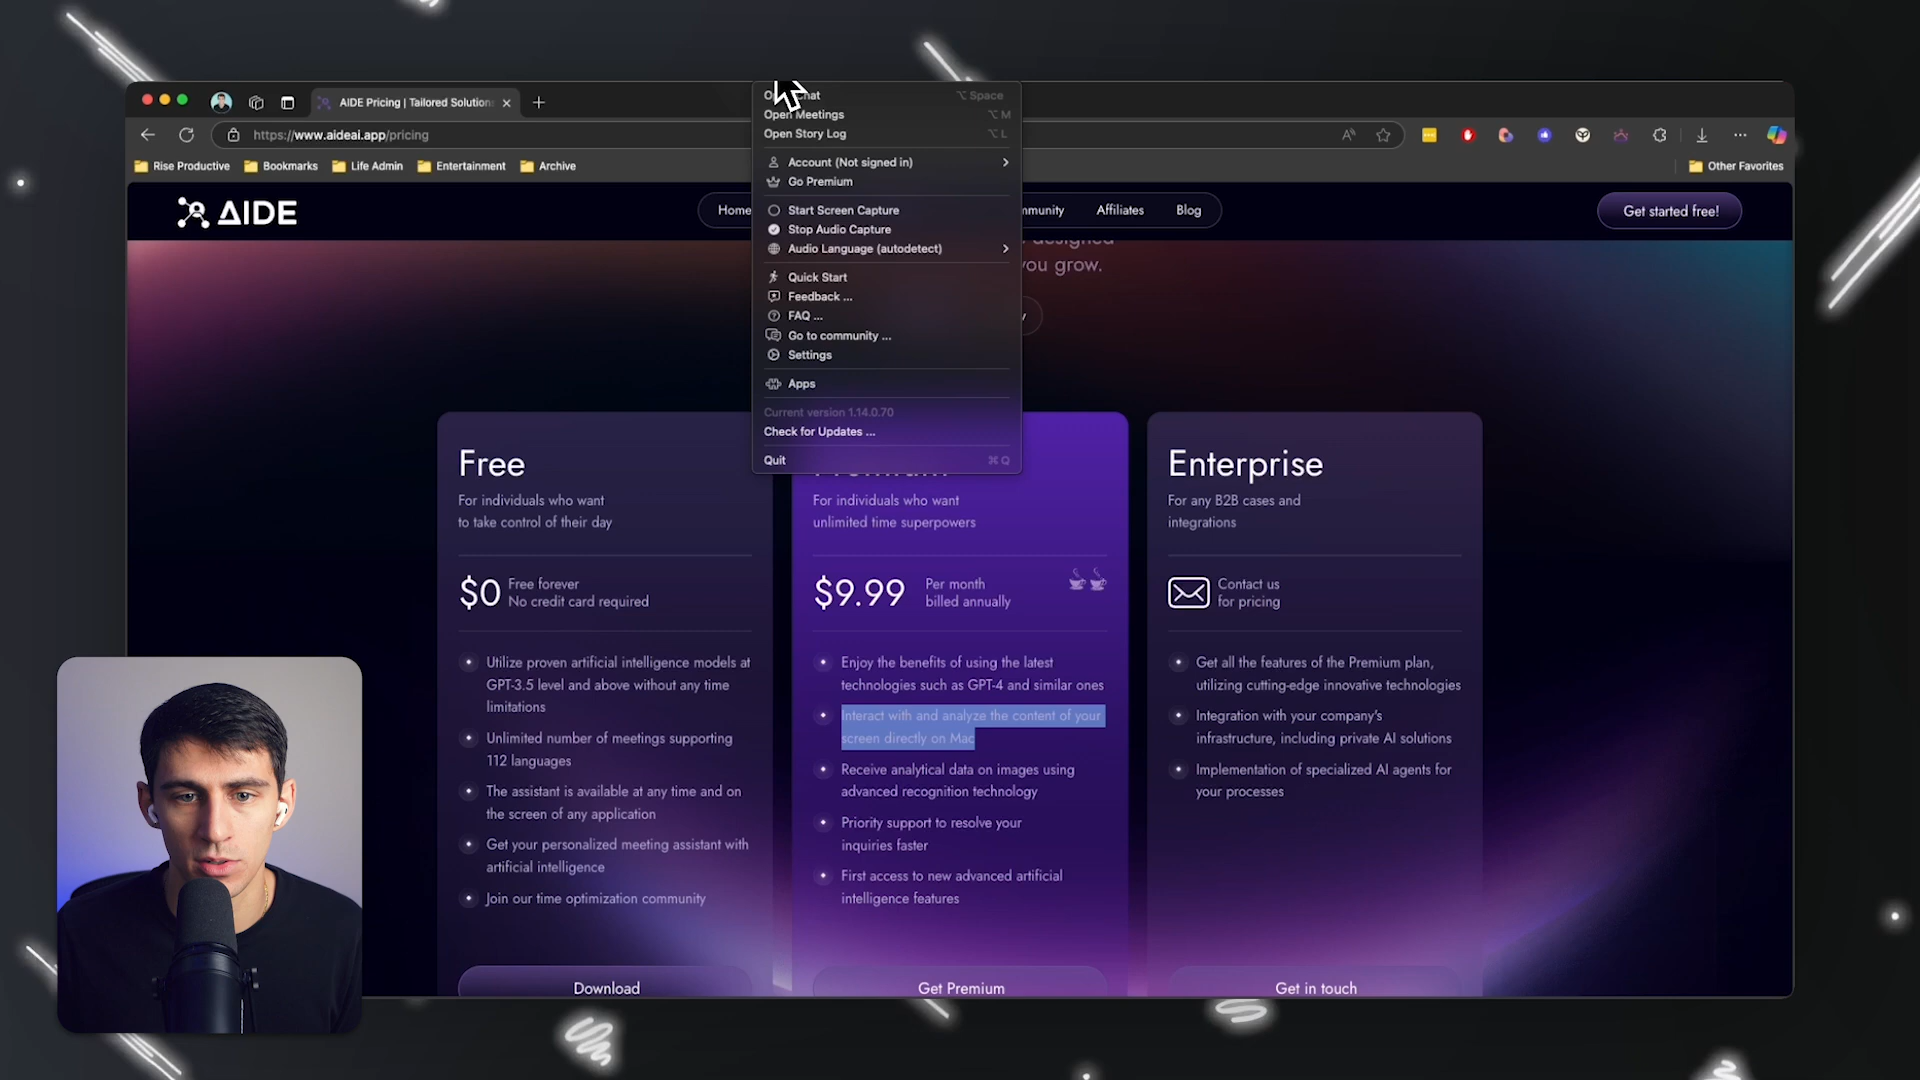 AIDE Pricing | Tailored Solution
https://www.aideai.app/pricing
Rise Productive
Bookmarks
Life Admin
Entertainment
Archive
Other Favorites
AIDE
Home
Affiliates
Blog
Get started free!
you grow.
⌥ Space
Open Meetings ⌥ M
Open Story Log ⌥ L
Account (Not signed in)
Go Premium
Start Screen Capture
Stop Audio Capture
Audio Language (autodetect)
Quick Start
Feedback ...
FAQ ...
Go to community ...
Settings
Apps
Current version 1.14.0.70
Check for Updates ...
Quit ⌘ Q
Free
For individuals who want
to take control of their day
$0
Free forever
No credit card required
Utilize proven artificial intelligence models at
GPT-3.5 level and above without any time
limitations
Unlimited number of meetings supporting
112 languages
The assistant is available at any time and on
the screen of any application
Get your personalized meeting assistant with
artificial intelligence
Join our time optimization community
Download
For individuals who want
unlimited time superpowers
$9.99
Per month
billed annually
Enjoy the benefits of using the latest
technologies such as GPT-4 and similar ones
Interact with and analyze the content of your
screen directly on Mac
Receive analytical data on images using
advanced recognition technology
Priority support to resolve your
inquiries faster
First access to new advanced artificial
intelligence features
Get Premium
Enterprise
For any B2B cases and
integrations
Contact us
for pricing
Get all the features of the Premium plan,
utilizing cutting-edge innovative technologies
Integration with your company's
infrastructure, including private AI solutions
Implementation of specialized AI agents for
your processes
Get in touch